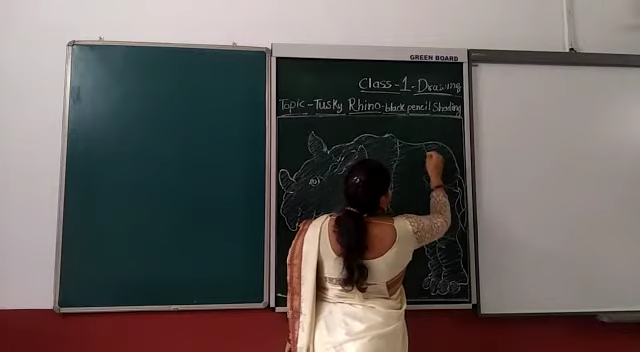 GREEN BOARD
Class-1-Drawing
Topic-Tusky Rhino-black pencil Shading